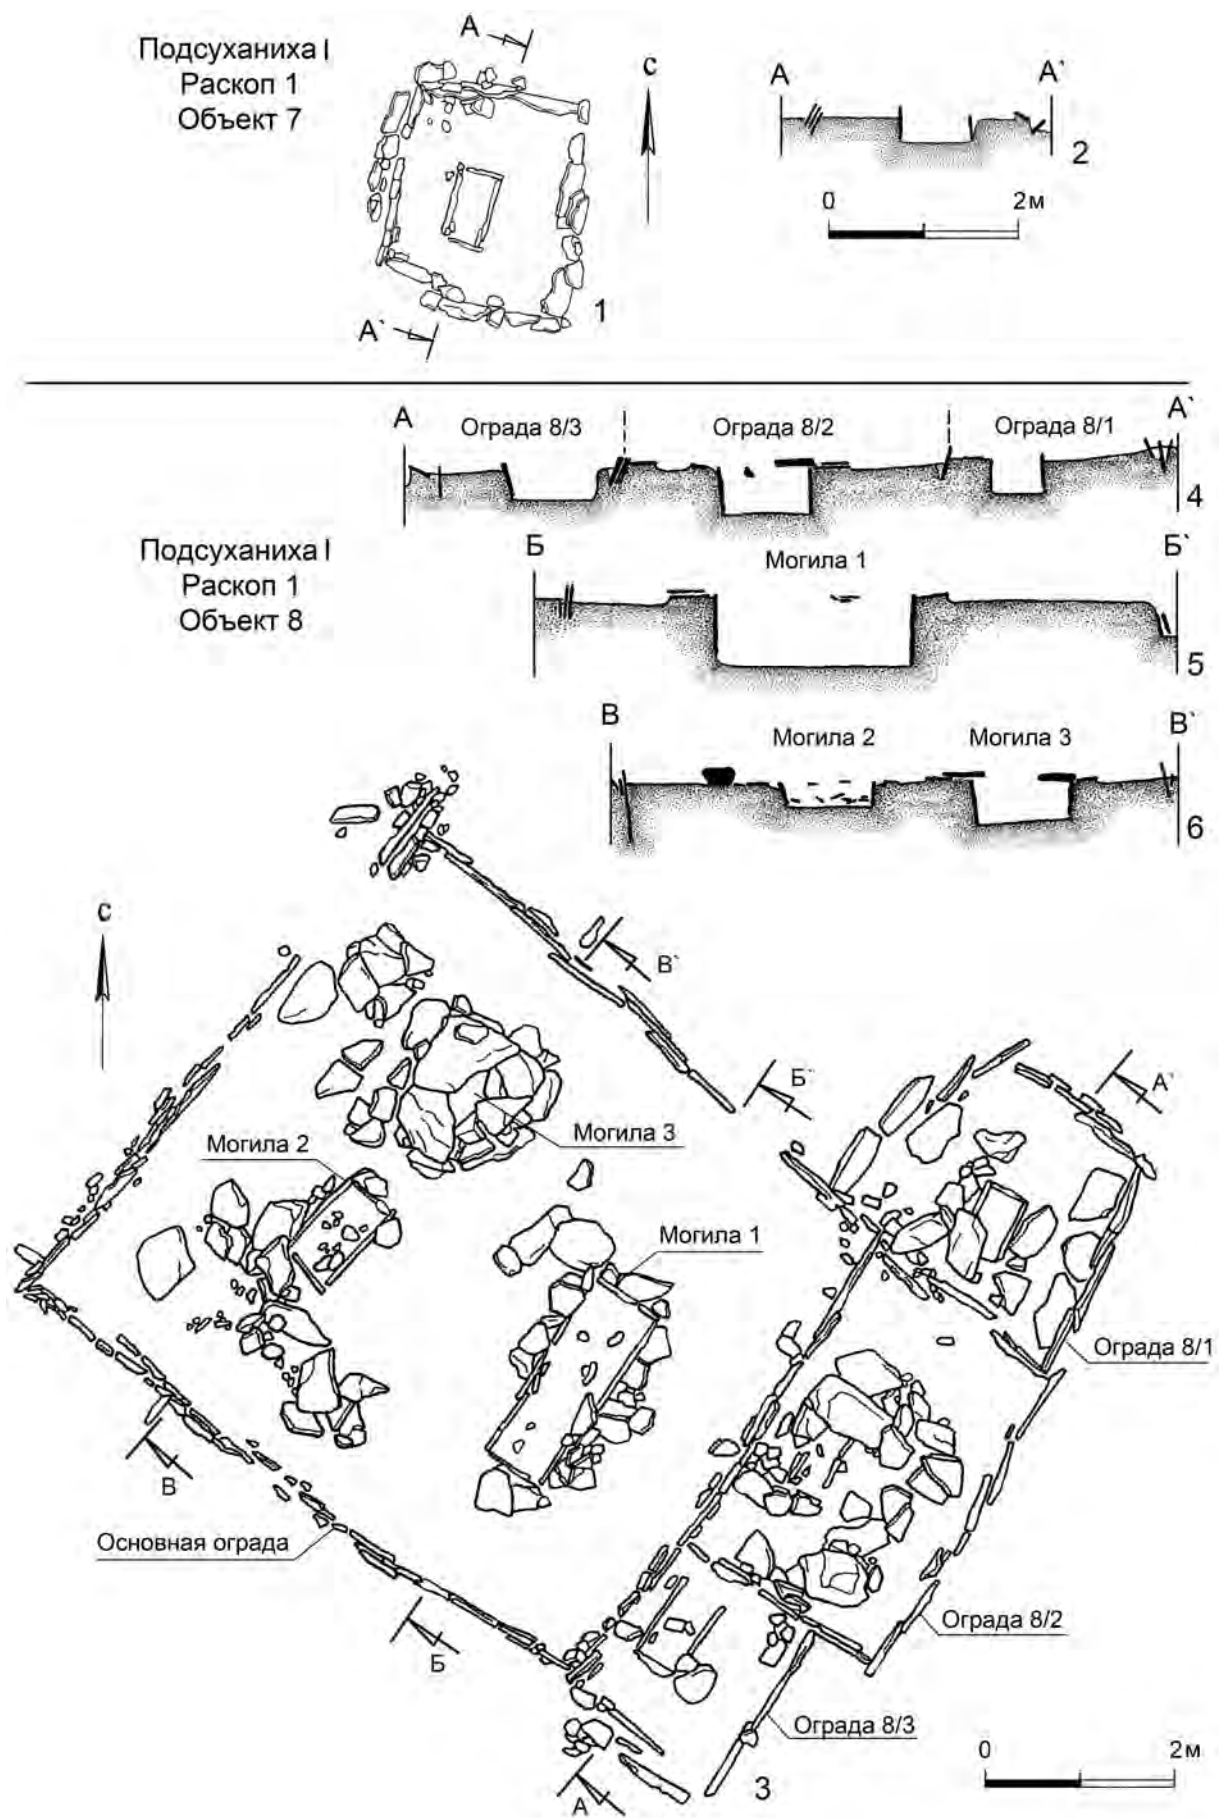 Подсуханиха I
Раскоп 1
Объект 7
А
А`
1
С
А
А`
2
0
2м
А
Ограда 8/3
Ограда 8/2
Ограда 8/1
А`
4
Подсуханиха I
Раскоп 1
Объект 8
Б
Могила 1
Б`
5
В
Могила 2
Могила 3
В`
6
С
В`
Б`
А`
Могила 2
Могила 3
Могила 1
Ограда 8/1
В
Основная ограда
Б
Ограда 8/2
Ограда 8/3
А
3
0
2м